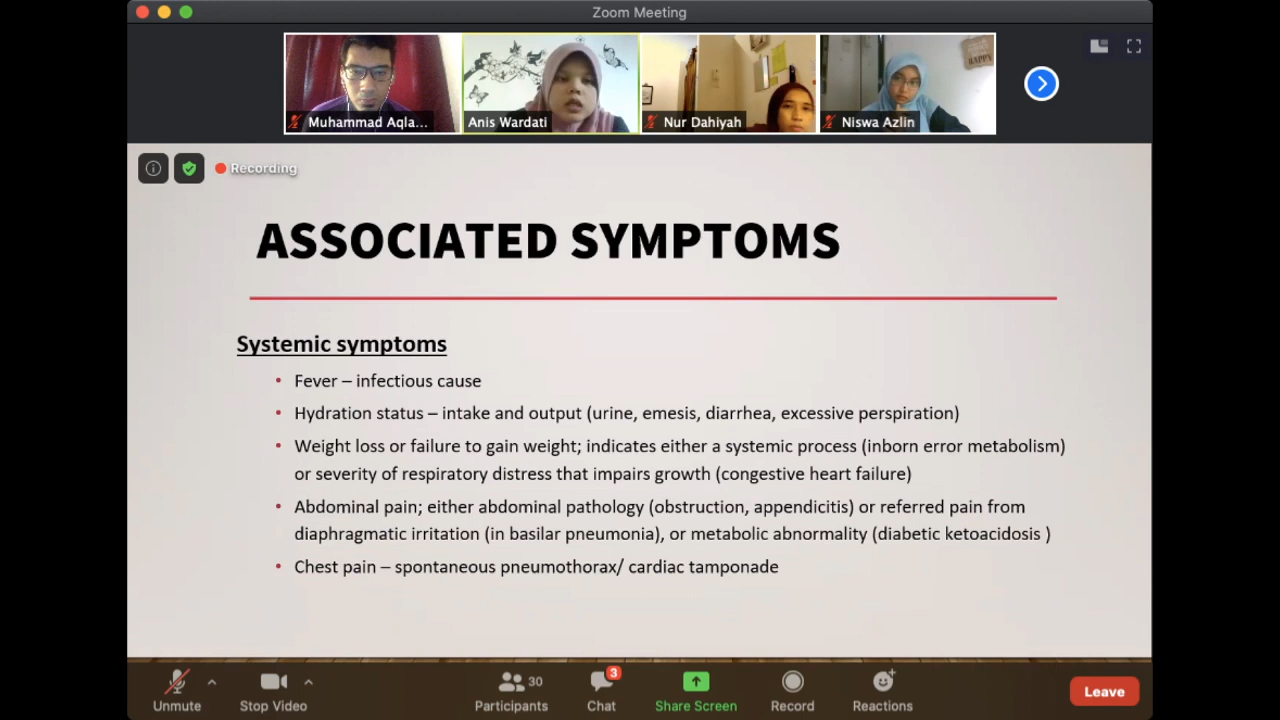 Zoom Meeting
Muhammad Aqla...
Anis Wardati
Nur Dahiyah
Niswa Azlin
HAPPY
Recording
ASSOCIATED SYMPTOMS
Systemic symptoms
• Fever – infectious cause
• Hydration status – intake and output (urine, emesis, diarrhea, excessive perspiration)
• Weight loss or failure to gain weight; indicates either a systemic process (inborn error metabolism)
or severity of respiratory distress that impairs growth (congestive heart failure)
• Abdominal pain; either abdominal pathology (obstruction, appendicitis) or referred pain from
diaphragmatic irritation (in basilar pneumonia), or metabolic abnormality (diabetic ketoacidosis )
• Chest pain – spontaneous pneumothorax/ cardiac tamponade
Unmute
Stop Video
30
Participants
3
Chat
Share Screen
Record
Reactions
Leave